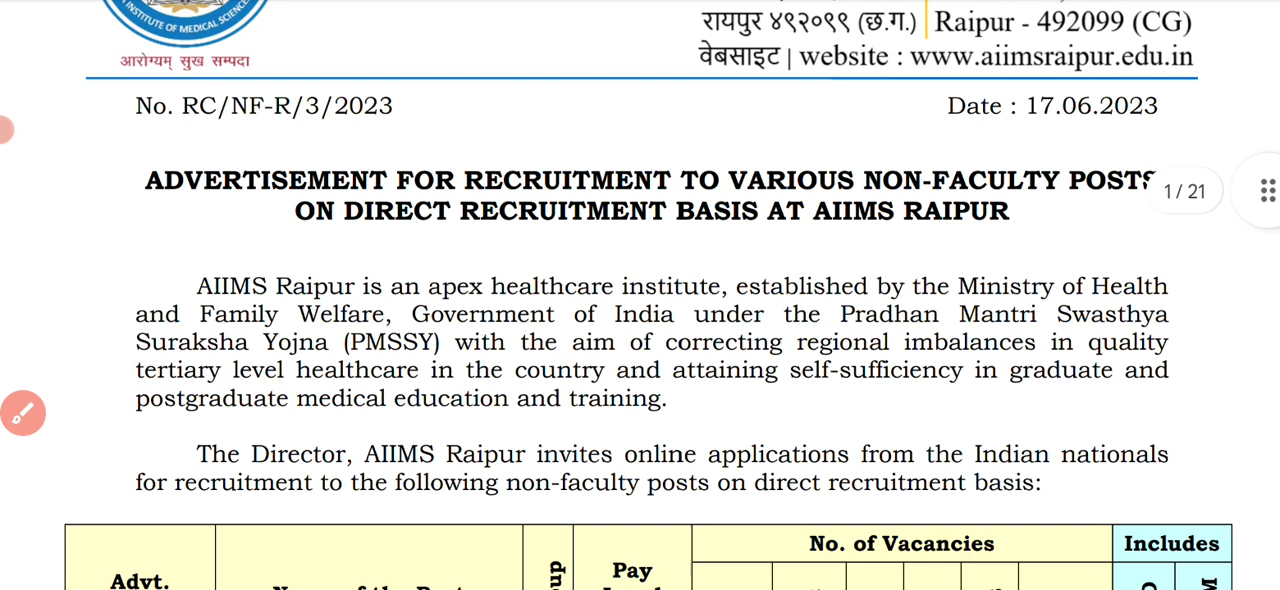 INSTITUTE OF MEDICAL SCIENCES
आरोग्यम् सुख सम्पदा
रायपुर ४९२०९९ (छ.ग.) | Raipur - 492099 (CG)
वेबसाइट | website : www.aiimsraipur.edu.in
No. RC/NF-R/3/2023
Date : 17.06.2023
ADVERTISEMENT FOR RECRUITMENT TO VARIOUS NON-FACULTY POSTS
1 / 21
ON DIRECT RECRUITMENT BASIS AT AIIMS RAIPUR
AIIMS Raipur is an apex healthcare institute, established by the Ministry of Health
and Family Welfare, Government of India under the Pradhan Mantri Swasthya
Suraksha Yojna (PMSSY) with the aim of correcting regional imbalances in quality
tertiary level healthcare in the country and attaining self-sufficiency in graduate and
postgraduate medical education and training.
The Director, AIIMS Raipur invites online applications from the Indian nationals
for recruitment to the following non-faculty posts on direct recruitment basis:
No. of Vacancies
Includes
Pay
Advt.